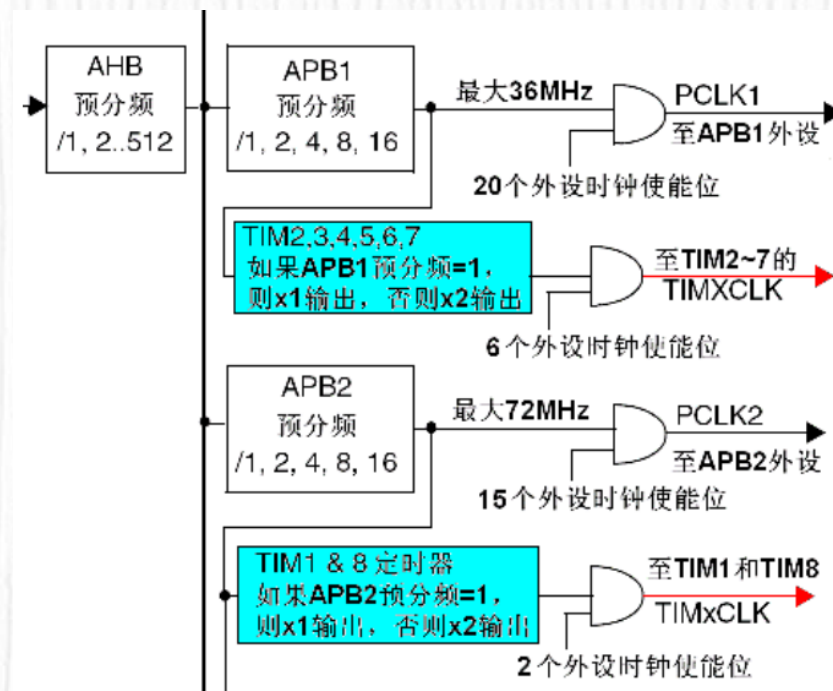 AHB
预分频
/1, 2..512
APB1
预分频
/1, 2, 4, 8, 16
最大36MHz
PCLK1
至APB1外设
20个外设时钟使能位
TIM2,3,4,5,6,7
如果APB1预分频=1，
则x1输出，否则x2输出
至TIM2~7的
TIMXCLK
6个外设时钟使能位
APB2
预分频
/1, 2, 4, 8, 16
最大72MHz
PCLK2
至APB2外设
15个外设时钟使能位
TIM1 & 8 定时器
如果APB2预分频=1，
则x1输出，否则x2输出
至TIM1和TIM8
TIMxCLK
2个外设时钟使能位